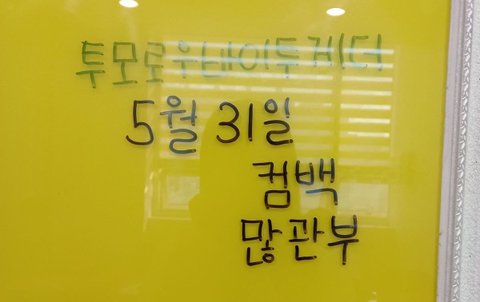 투모로우바이투게더
5월 31일
컴백
많관부